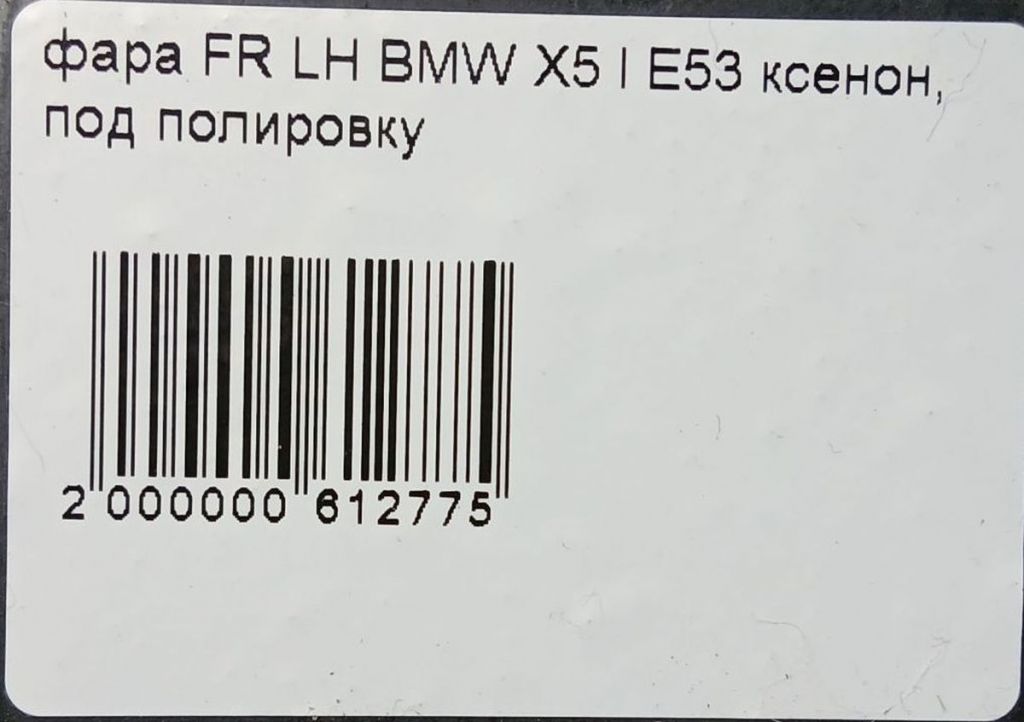 фара FR LH BMW X5 I E53 ксенон,
под полировку
2 000000 612775